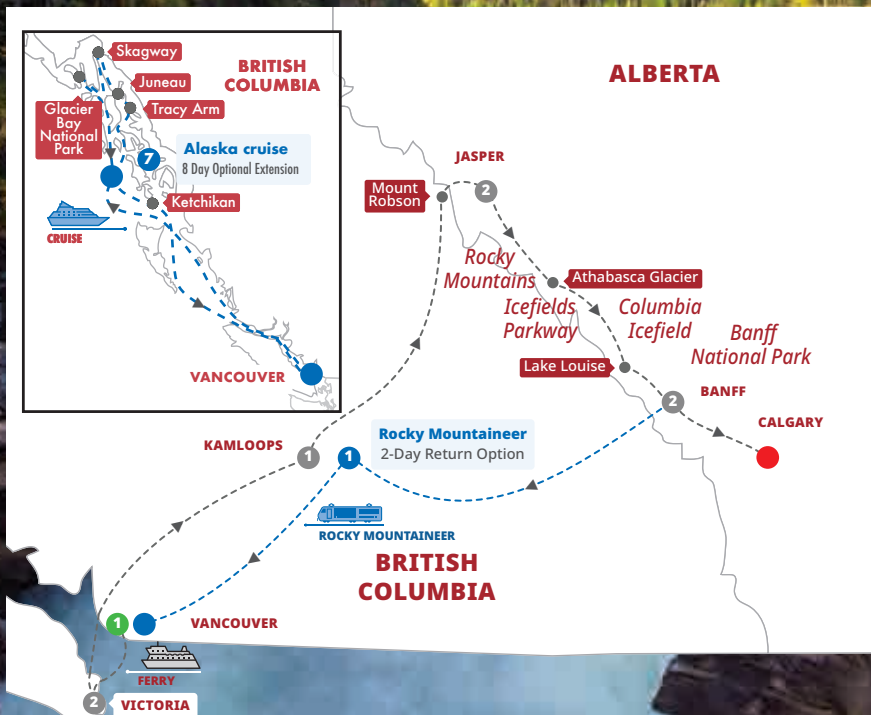 Skagway
Juneau
BRITISH
COLUMBIA
Tracy Arm
Glacier
Bay
National
Park
7
Alaska cruise
8 Day Optional Extension
Ketchikan
CRUISE
VANCOUVER
ALBERTA
JASPER
2
Mount
Robson
Rocky
Mountains
Athabasca Glacier
Icefields
Parkway
Columbia
Icefield
Banff
National Park
Lake Louise
BANFF
2
CALGARY
KAMLOOPS
1
1
Rocky Mountaineer
2-Day Return Option
ROCKY MOUNTAINEER
BRITISH
COLUMBIA
1
VANCOUVER
FERRY
2
VICTORIA